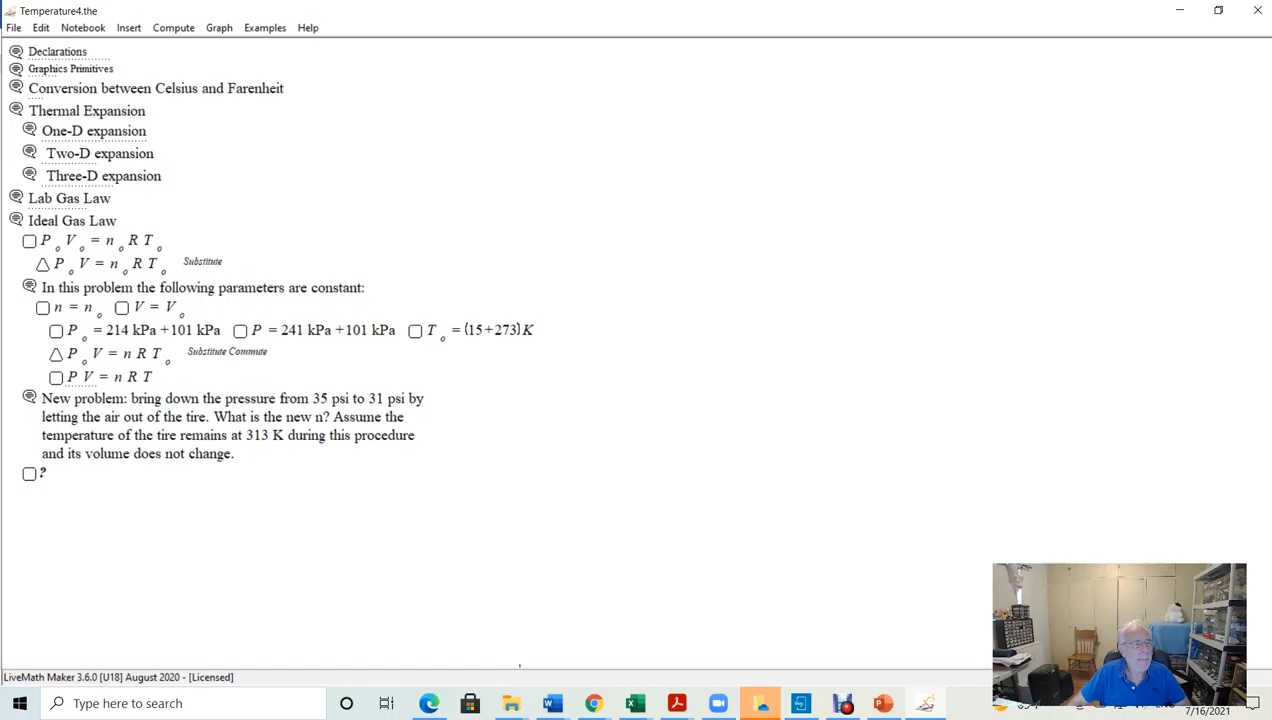 Temperature4.the
File Edit Notebook Insert Compute Graph Examples Help
Declarations
Graphics Primitives
Conversion between Celsius and Farenheit
Thermal Expansion
One-D expansion
Two-D expansion
Three-D expansion
Lab Gas Law
Ideal Gas Law
P o V o = n o R T o
P o V = n o R T o Substitute
In this problem the following parameters are constant:
n = n o V = V o
P o = 214 kPa + 101 kPa P = 241 kPa + 101 kPa T o = (15+273) K
P o V = n R T o Substitute Commute
P V = n R T
New problem: bring down the pressure from 35 psi to 31 psi by
letting the air out of the tire. What is the new n? Assume the
temperature of the tire remains at 313 K during this procedure
and its volume does not change.
?
LiveMath Maker 3.6.0 [U18] August 2020 - [Licensed]
Type here to search
7/16/2021